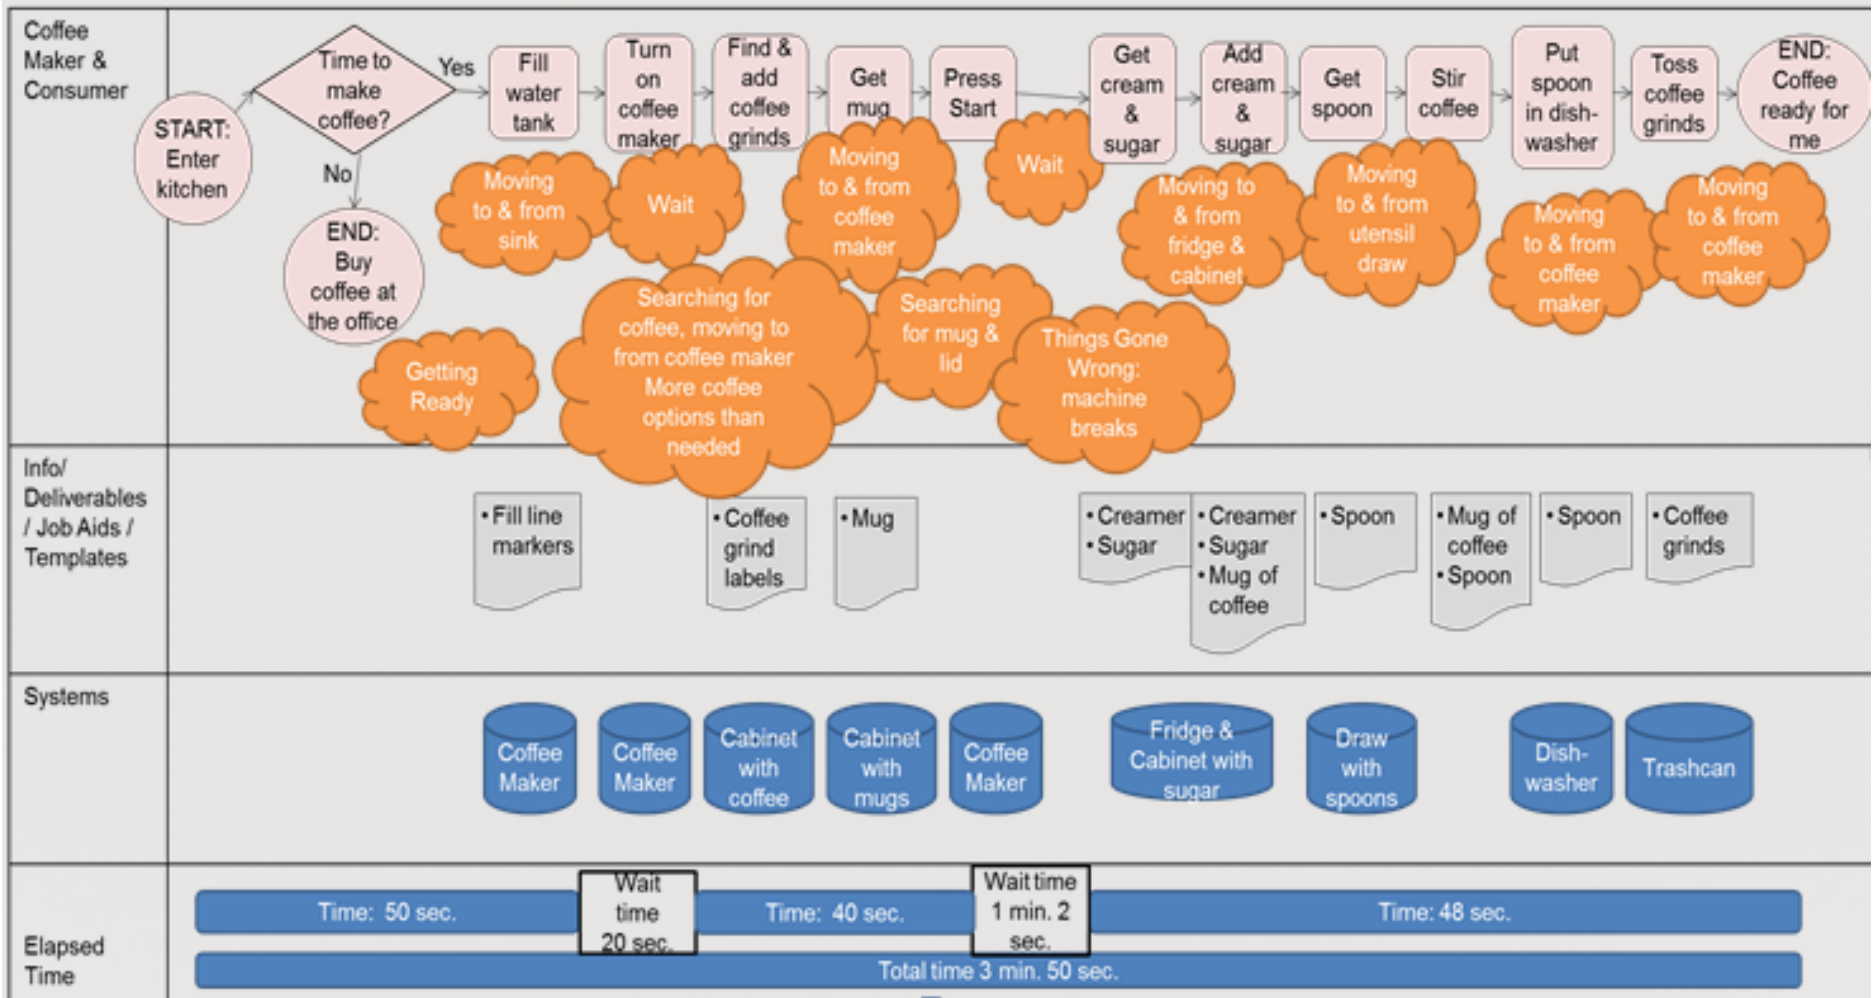 Coffee
Maker &
Consumer
START:
Enter
kitchen
Time to
make
coffee?
Yes
No
END:
Buy
coffee at
the office
Fill
water
tank
Turn
on
coffee
maker
Find &
add
coffee
grinds
Get
mug
Press
Start
Get
cream
&
sugar
Add
cream
&
sugar
Get
spoon
Stir
coffee
Put
spoon
in dish-
washer
Toss
coffee
grinds
END:
Coffee
ready for
me
Getting
Ready
Moving
to & from
sink
Wait
Searching for
coffee, moving to
from coffee maker
More coffee
options than
needed
Moving
to & from
coffee
maker
Searching
for mug &
lid
Wait
Things Gone
Wrong:
machine
breaks
Moving to
& from
fridge &
cabinet
Moving
to & from
utensil
draw
Moving
to & from
coffee
maker
Moving
to & from
coffee
maker
Info/
Deliverables
/ Job Aids /
Templates
• Fill line
markers
• Coffee
grind
labels
• Mug
• Creamer
• Sugar
• Creamer
• Sugar
• Mug of
coffee
• Spoon
• Mug of
coffee
• Spoon
• Spoon
• Coffee
grinds
Systems
Coffee
Maker
Coffee
Maker
Cabinet
with
coffee
Cabinet
with
mugs
Coffee
Maker
Fridge &
Cabinet with
sugar
Draw
with
spoons
Dish-
washer
Trashcan
Elapsed
Time
Time: 50 sec.
Wait
time
20 sec.
Time: 40 sec.
Wait time
1 min. 2
sec.
Time: 48 sec.
Total time 3 min. 50 sec.